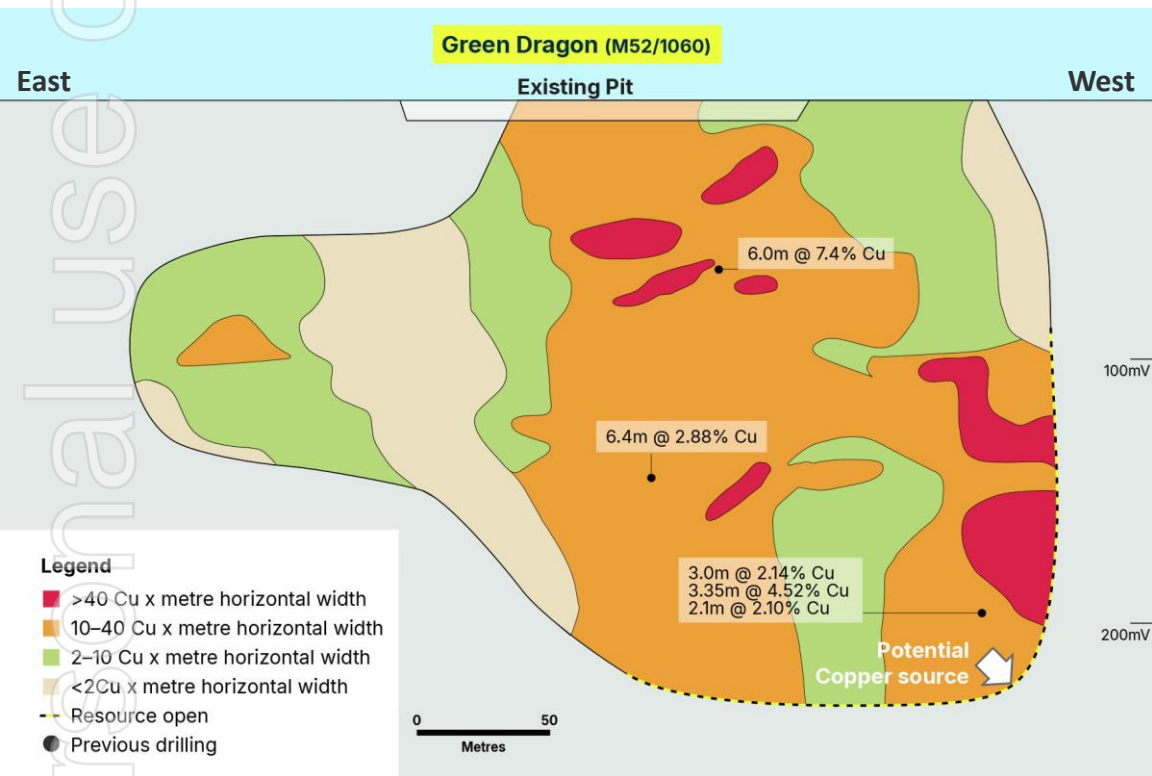 Green Dragon (M52/1060)
East
Existing Pit
West
6.0m @ 7.4% Cu
100mV
6.4m @ 2.88% Cu
3.0m @ 2.14% Cu
3.35m @ 4.52% Cu
2.1m @ 2.10% Cu
200mV
Potential
Copper source
Legend
>40 Cu x metre horizontal width
10–40 Cu x metre horizontal width
2–10 Cu x metre horizontal width
<2Cu x metre horizontal width
Resource open
Previous drilling
0 50
Metres
rsonal use o